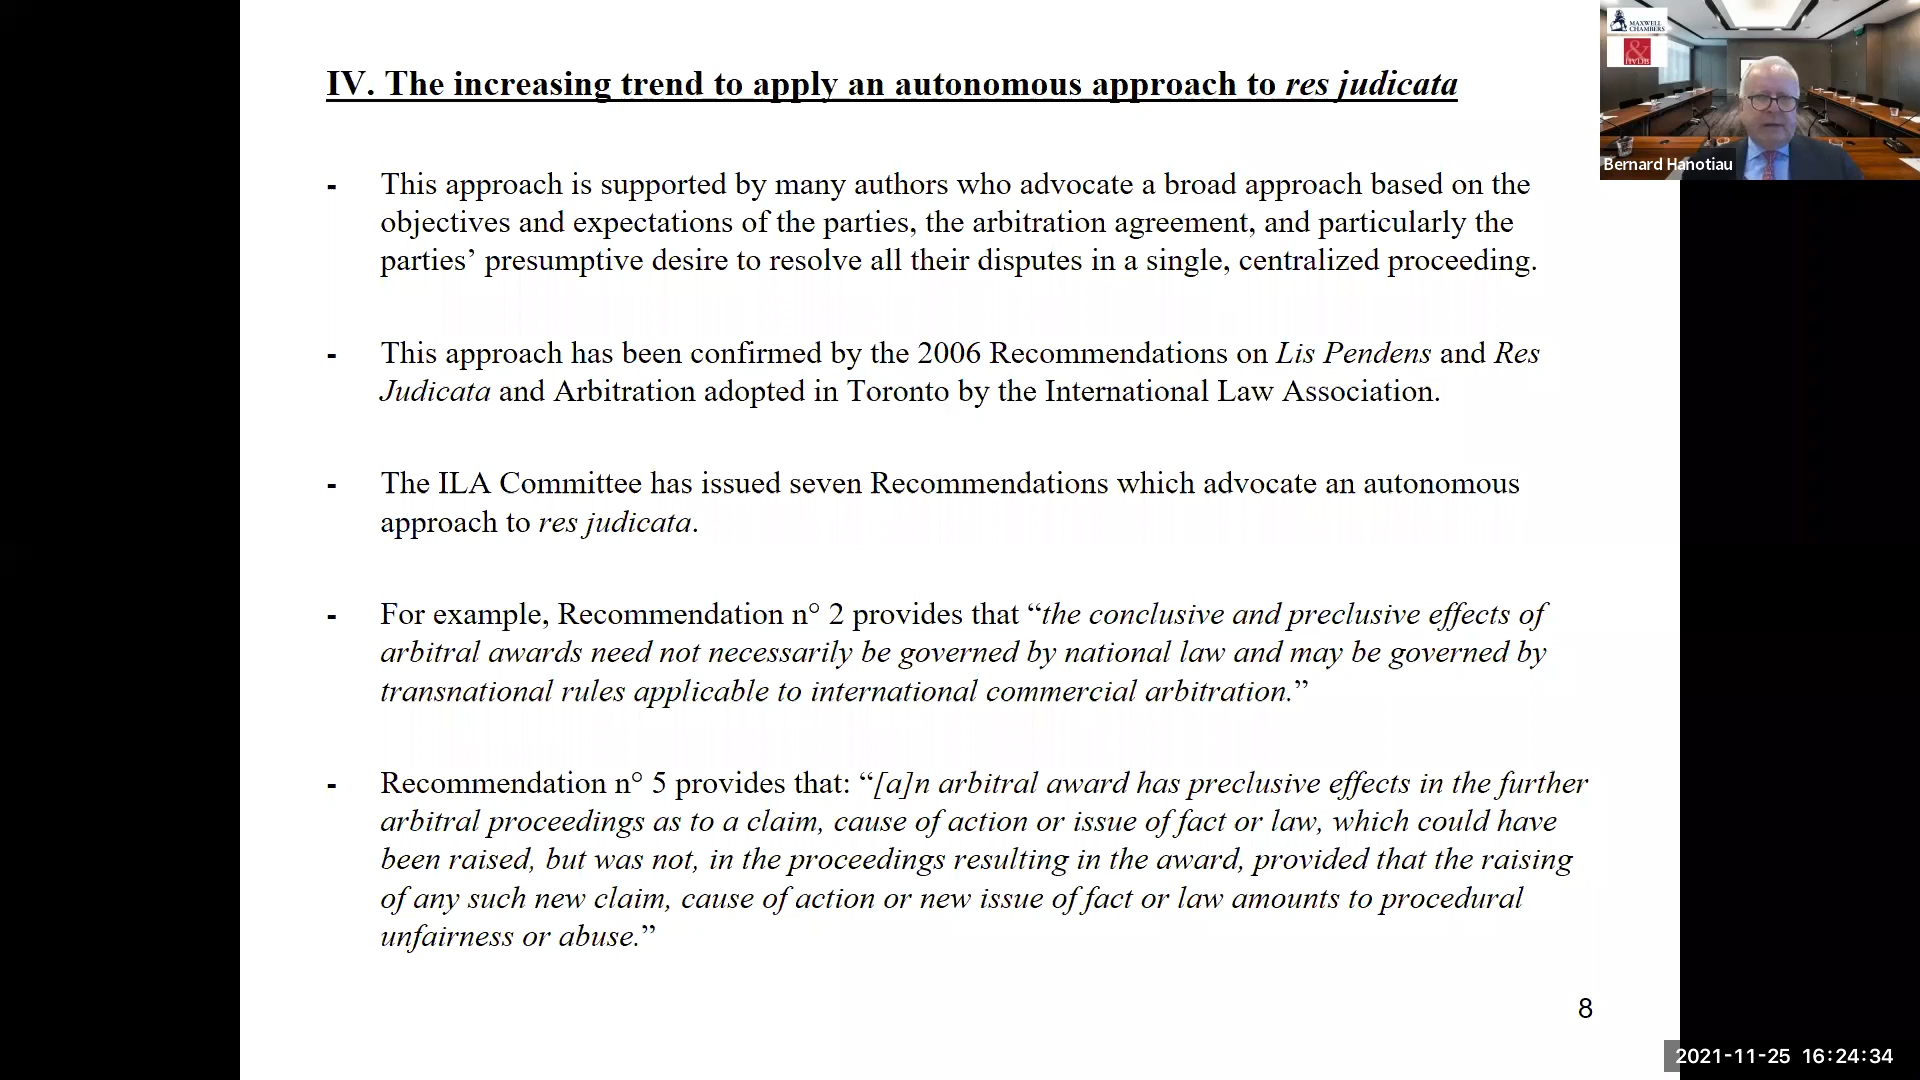 IV. The increasing trend to apply an autonomous approach to res judicata
- This approach is supported by many authors who advocate a broad approach based on the
objectives and expectations of the parties, the arbitration agreement, and particularly the
parties’ presumptive desire to resolve all their disputes in a single, centralized proceeding.
- This approach has been confirmed by the 2006 Recommendations on Lis Pendens and Res
Judicata and Arbitration adopted in Toronto by the International Law Association.
- The ILA Committee has issued seven Recommendations which advocate an autonomous
approach to res judicata.
- For example, Recommendation n° 2 provides that “the conclusive and preclusive effects of
arbitral awards need not necessarily be governed by national law and may be governed by
transnational rules applicable to international commercial arbitration.”
- Recommendation n° 5 provides that: “[a]n arbitral award has preclusive effects in the further
arbitral proceedings as to a claim, cause of action or issue of fact or law, which could have
been raised, but was not, in the proceedings resulting in the award, provided that the raising
of any such new claim, cause of action or new issue of fact or law amounts to procedural
unfairness or abuse.”
8
MAXWELL
CHAMBERS
&
HVDB
Bernard Hanotiau
2021-11-25 16:24:34